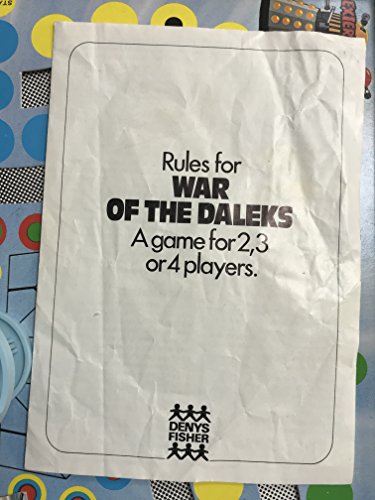 Rules for
WAR
OF THE DALEKS
A game for 2,3
or 4 players.
DENYS
FISHER